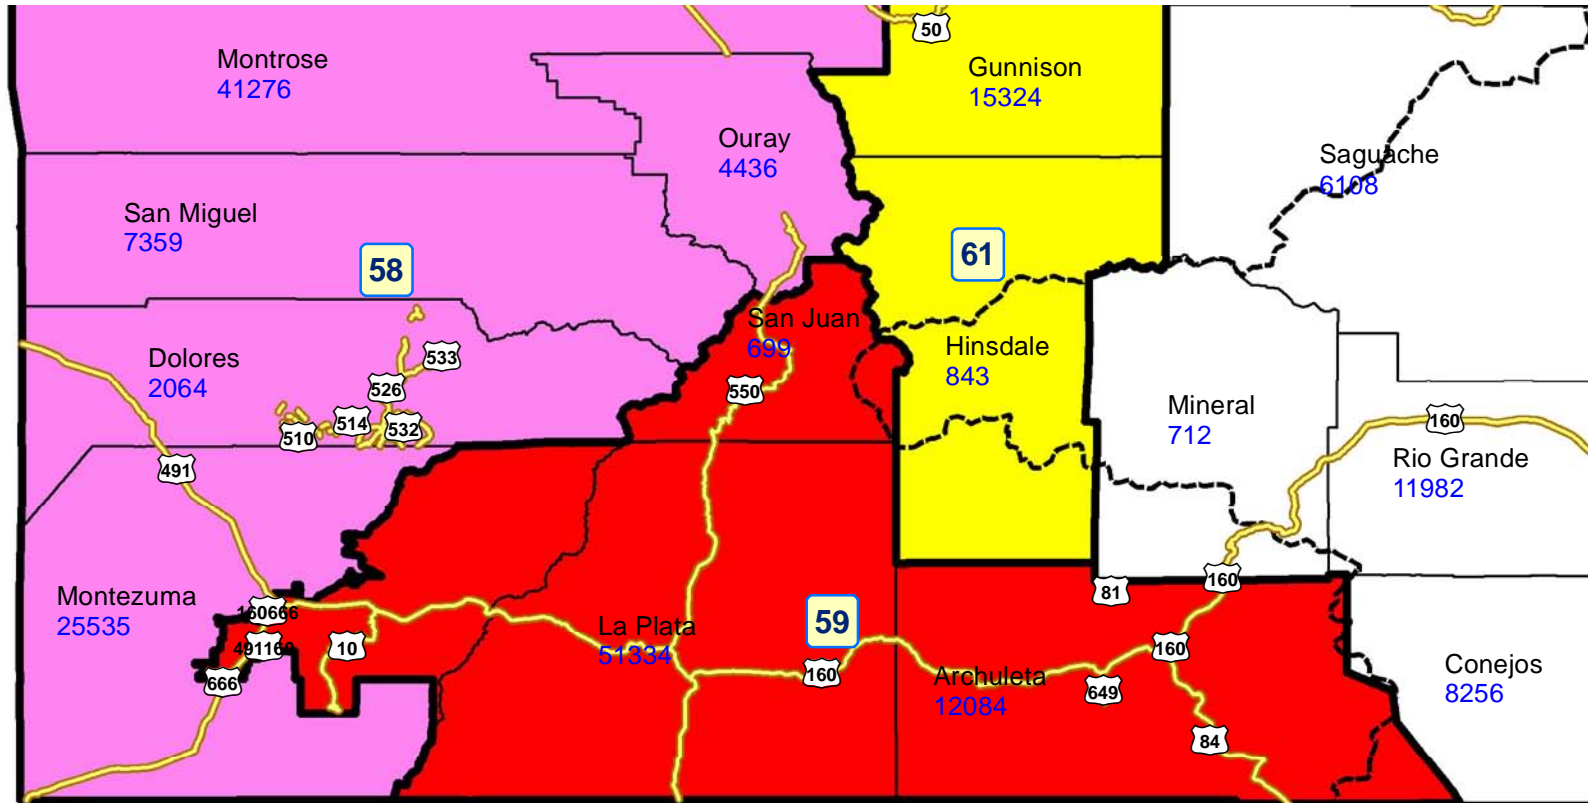 50
Montrose
41276
Gunnison
15324
Ouray
4436
Saguache
6108
San Miguel
7359
58
61
San Juan
699
Hinsdale
843
Dolores
2064
533
526
550
514
532
510
Mineral
712
160
Rio Grande
11982
491
81
160
Montezuma
25535
160666
491160
10
666
La Plata
51334
59
160
Archuleta
12084
160
649
84
Conejos
8256